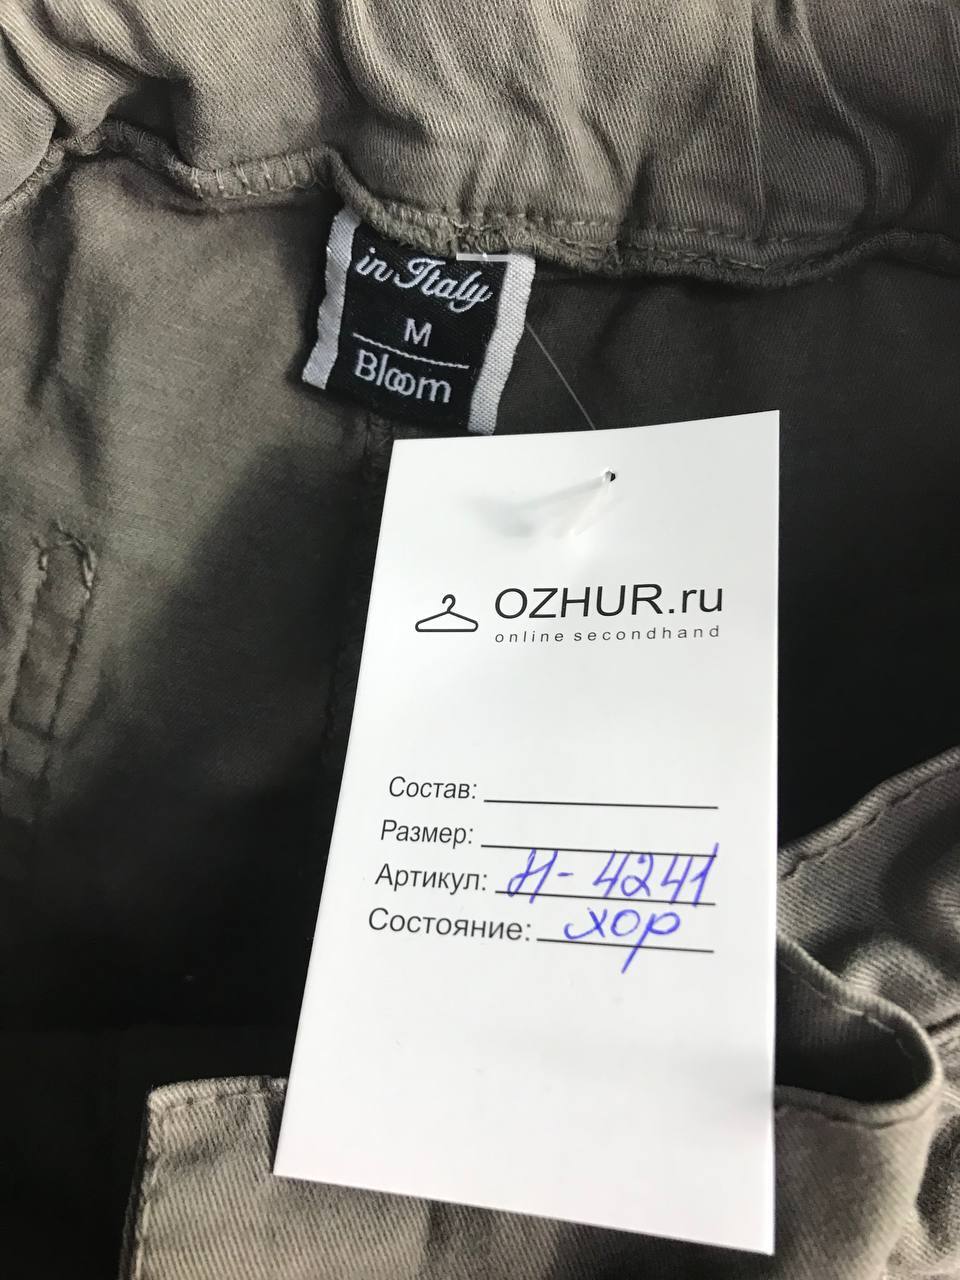 in Italy
M
Bloom
OZHUR.ru
online secondhand
Состав:
Размер:
Артикул: И-4241
Состояние: хор